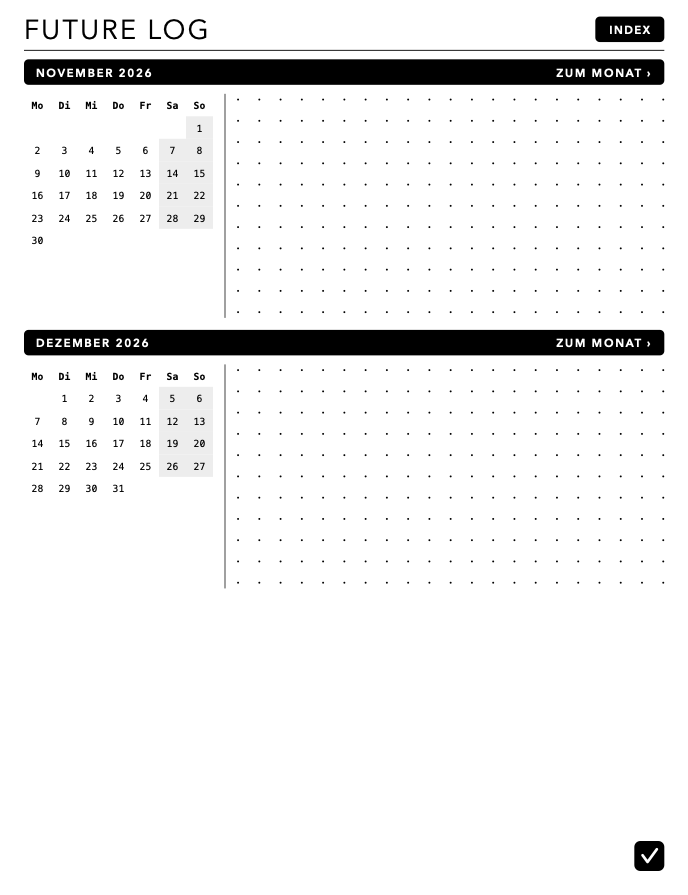 FUTURE LOG
INDEX
NOVEMBER 2026 ZUM MONAT ›
Mo Di Mi Do Fr Sa So
1
2 3 4 5 6 7 8
9 10 11 12 13 14 15
16 17 18 19 20 21 22
23 24 25 26 27 28 29
30
DEZEMBER 2026 ZUM MONAT ›
Mo Di Mi Do Fr Sa So
1 2 3 4 5 6
7 8 9 10 11 12 13
14 15 16 17 18 19 20
21 22 23 24 25 26 27
28 29 30 31